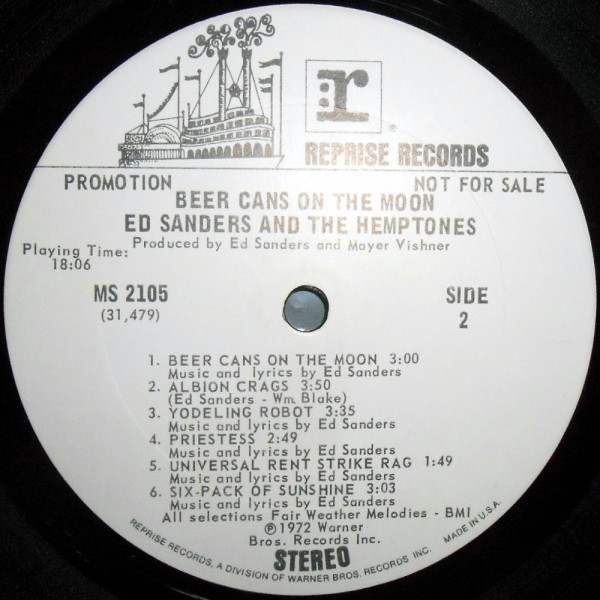 :r
REPRISE RECORDS
PROMOTION NOT FOR SALE
BEER CANS ON THE MOON
ED SANDERS AND THE HEMPTONES
Produced by Ed Sanders and Mayer Vishner
Playing Time:
18:06
MS 2105
(31,479)
SIDE
2
1. BEER CANS ON THE MOON 3:00
Music and lyrics by Ed Sanders
2. ALBION CRAGS 3:50
(Ed Sanders - Wm. Blake)
3. YODELING ROBOT 3:35
Music and lyrics by Ed Sanders
4. PRIESTESS 2:49
Music and lyrics by Ed Sanders
5. UNIVERSAL RENT STRIKE RAG 1:49
Music and lyrics by Ed Sanders
6. SIX-PACK OF SUNSHINE 3:03
Music and lyrics by Ed Sanders
All selections Fair Weather Melodies - BMI
℗1972 Warner
Bros. Records Inc.
STEREO
REPRISE RECORDS, A DIVISION OF WARNER BROS. RECORDS INC. MADE IN U.S.A.